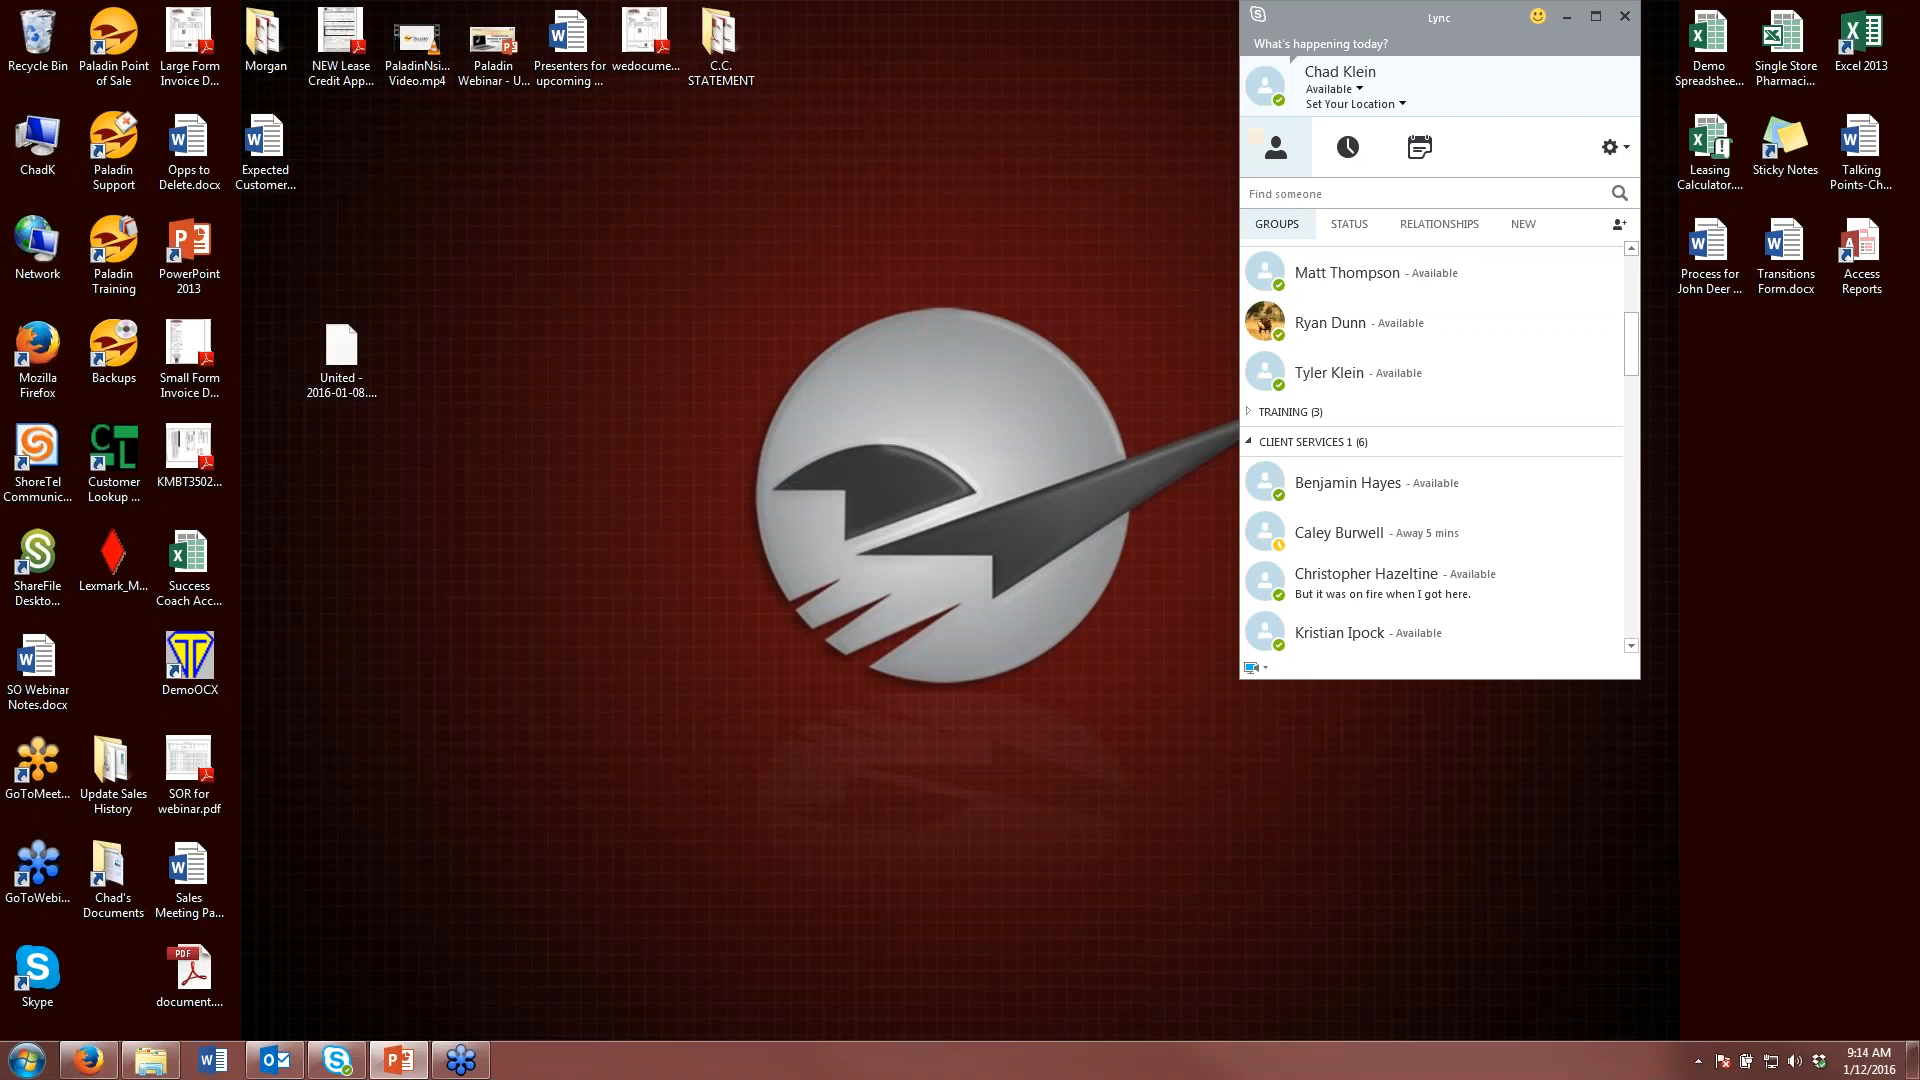 Recycle Bin
Paladin Point
of Sale
Large Form
Invoice D...
Morgan
NEW Lease
Credit App...
PaladinNsi...
Video.mp4
Paladin
Webinar - U...
Presenters for
upcoming ...
wedocume...
C.C.
STATEMENT
ChadK
Paladin
Support
Opps to
Delete.docx
Expected
Customer...
Network
Paladin
Training
PowerPoint
2013
Mozilla
Firefox
Backups
Small Form
Invoice D...
United -
2016-01-08....
ShoreTel
Communic...
Customer
Lookup ...
KMBT3502...
ShareFile
Deskto...
Lexmark_M...
Success
Coach Acc...
SO Webinar
Notes.docx
DemoOCX
GoToMeet...
Update Sales
History
SOR for
webinar.pdf
GoToWebi...
Chad's
Documents
Sales
Meeting Pa...
Skype
PDF
document....
Lync
What's happening today?
Chad Klein
Available
Set Your Location
Find someone
GROUPS
STATUS
RELATIONSHIPS
NEW
Matt Thompson - Available
Ryan Dunn - Available
Tyler Klein - Available
TRAINING (3)
CLIENT SERVICES 1 (6)
Benjamin Hayes - Available
Caley Burwell - Away 5 mins
Christopher Hazeltine - Available
But it was on fire when I got here.
Kristian Ipock - Available
Demo
Spreadshee...
Single Store
Pharmaci...
Excel 2013
Leasing
Calculator....
Sticky Notes
Talking
Points-Ch...
Process for
John Deer ...
Transitions
Form.docx
Access
Reports
9:14 AM
1/12/2016